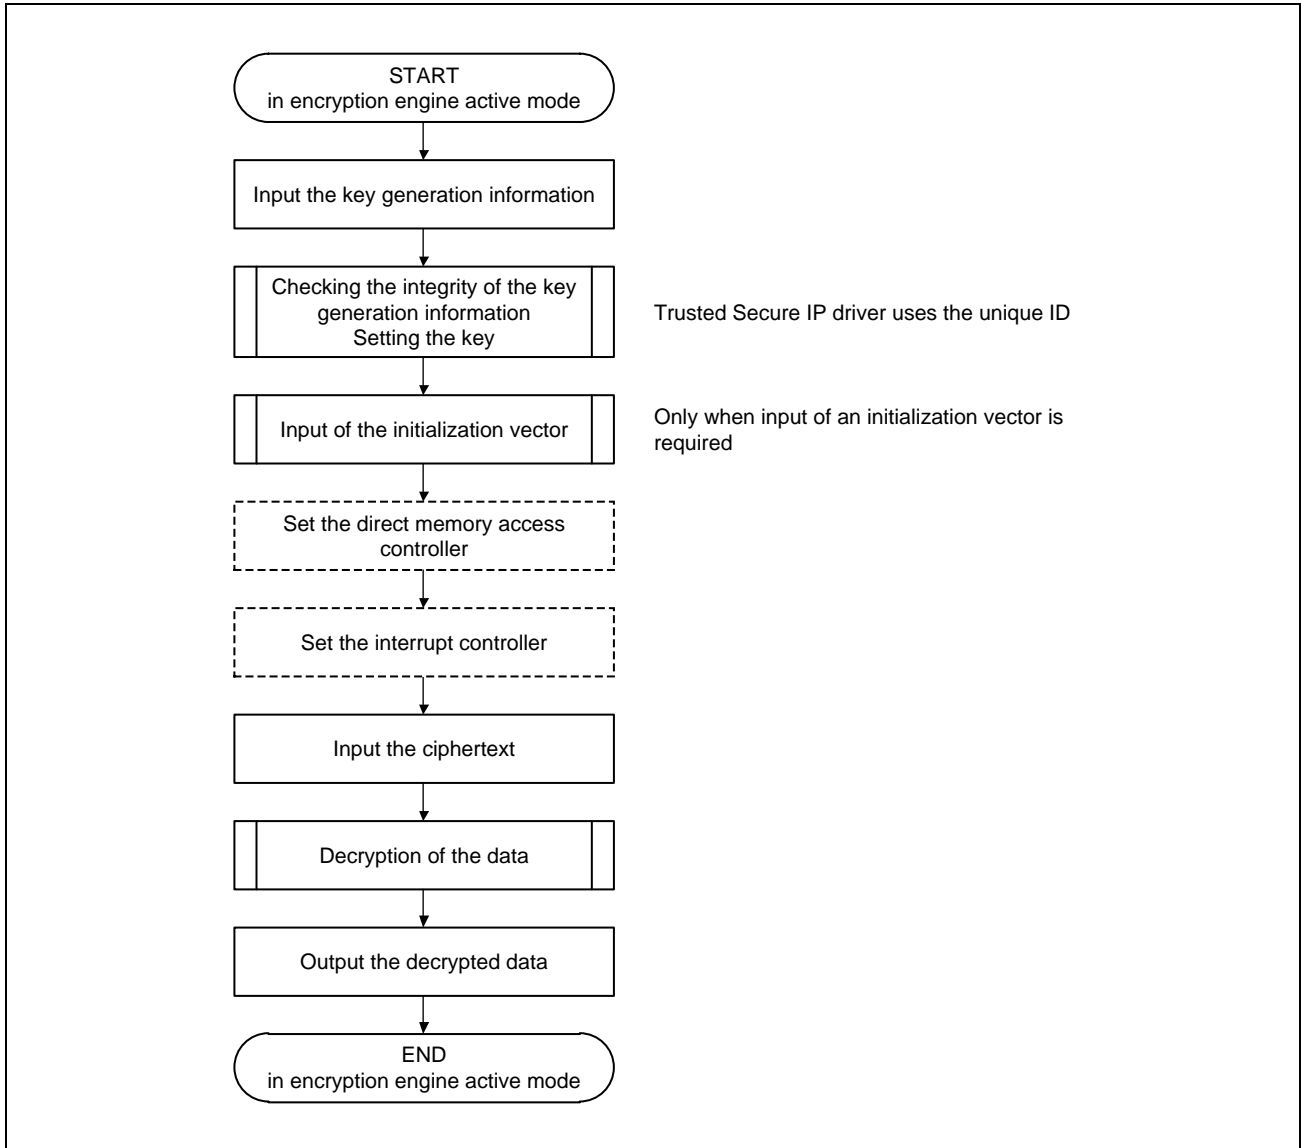 START
in encryption engine active mode
Input the key generation information
Checking the integrity of the key
generation information
Setting the key
Trusted Secure IP driver uses the unique ID
Input of the initialization vector
Only when input of an initialization vector is
required
Set the direct memory access
controller
Set the interrupt controller
Input the ciphertext
Decryption of the data
Output the decrypted data
END
in encryption engine active mode